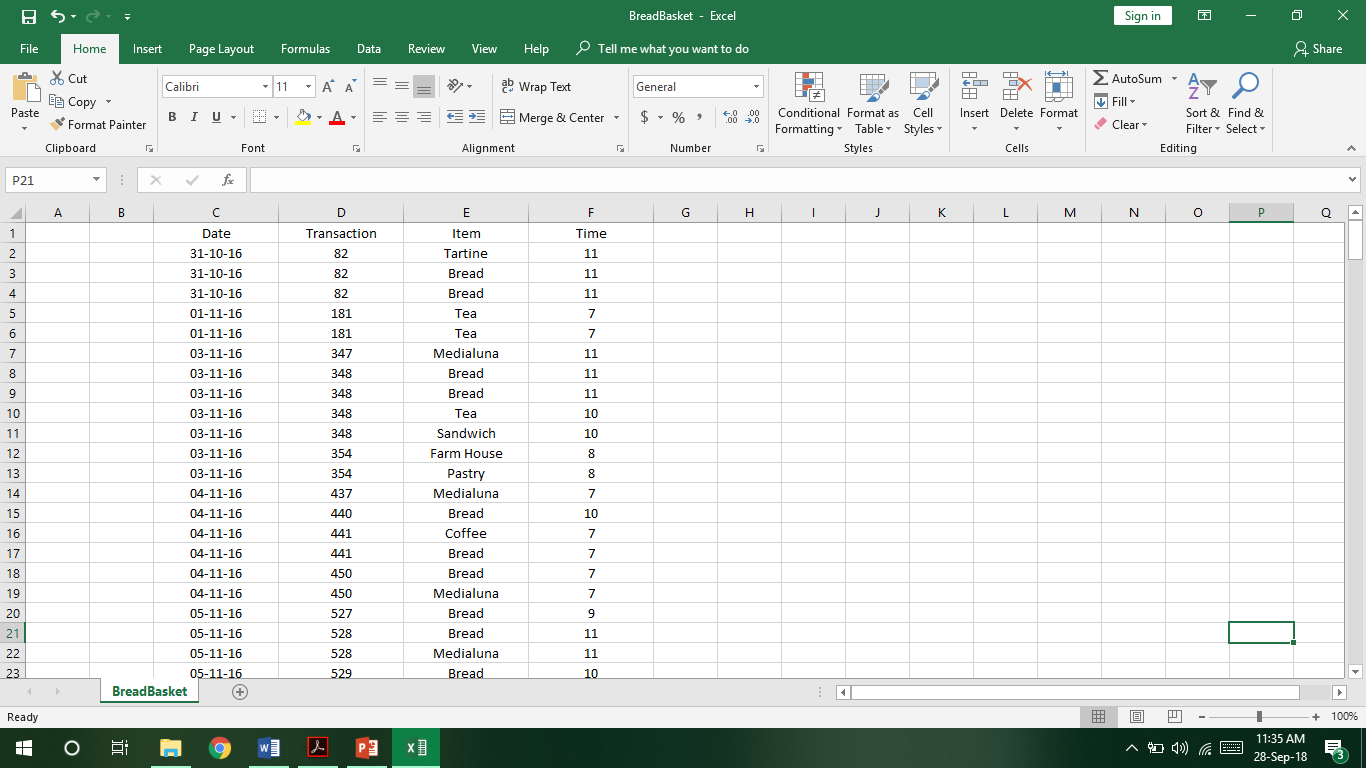 BreadBasket - Excel
Sign in
File Home Insert Page Layout Formulas Data Review View Help Tell me what you want to do Share
Paste
Cut
Copy
Format Painter
Clipboard
Calibri 11
B I U A
Font
Wrap Text
Merge & Center
Alignment
General
$ % ,
Number
Conditional Formatting
Format as Table
Cell Styles
Styles
Insert Delete Format
Cells
AutoSum
Fill
Clear
Sort & Filter
Find & Select
Editing
P21 fx
A B C D E F G H I J K L M N O P Q
1 Date Transaction Item Time
2 31-10-16 82 Tartine 11
3 31-10-16 82 Bread 11
4 31-10-16 82 Bread 11
5 01-11-16 181 Tea 7
6 01-11-16 181 Tea 7
7 03-11-16 347 Medialuna 11
8 03-11-16 348 Bread 11
9 03-11-16 348 Bread 11
10 03-11-16 348 Tea 10
11 03-11-16 348 Sandwich 10
12 03-11-16 354 Farm House 8
13 03-11-16 354 Pastry 8
14 04-11-16 437 Medialuna 7
15 04-11-16 440 Bread 10
16 04-11-16 441 Coffee 7
17 04-11-16 441 Bread 7
18 04-11-16 450 Bread 7
19 04-11-16 450 Medialuna 7
20 05-11-16 527 Bread 9
21 05-11-16 528 Bread 11
22 05-11-16 528 Medialuna 11
23 05-11-16 529 Bread 10
BreadBasket
Ready 100%
11:35 AM
28-Sep-18
3